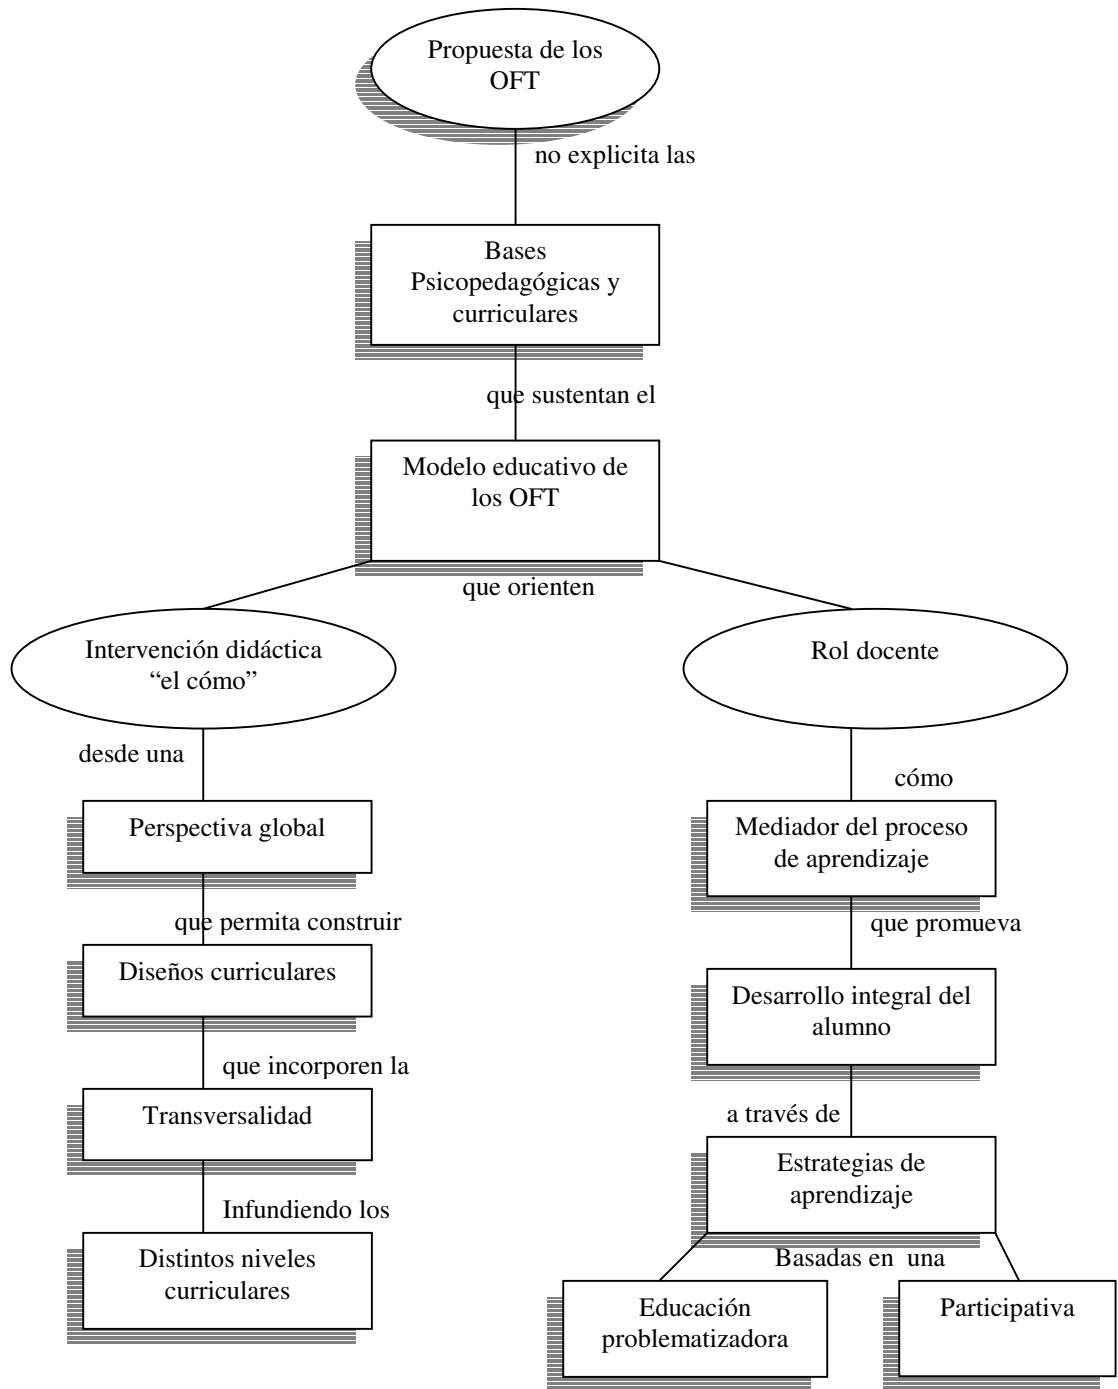 Propuesta de los
OFT
no explicita las
Bases
Psicopedagógicas y
curriculares
que sustentan el
Modelo educativo de
los OFT
que orienten
Intervención didáctica
“el cómo”
desde una
Perspectiva global
que permita construir
Diseños curriculares
que incorporen la
Transversalidad
Infundiendo los
Distintos niveles
curriculares
Rol docente
cómo
Mediador del proceso
de aprendizaje
que promueva
Desarrollo integral del
alumno
a través de
Estrategias de
aprendizaje
Basadas en  una
Educación
problematizadora
Participativa